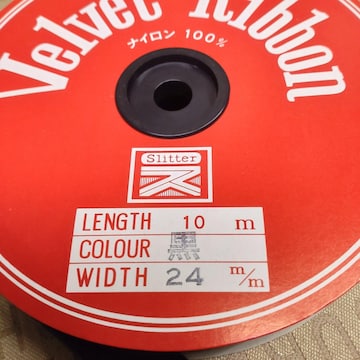 Velvet Ribbon
ナイロン 100%
Slitter
LENGTH 10 m
COLOUR 黒
WIDTH 24 m/m